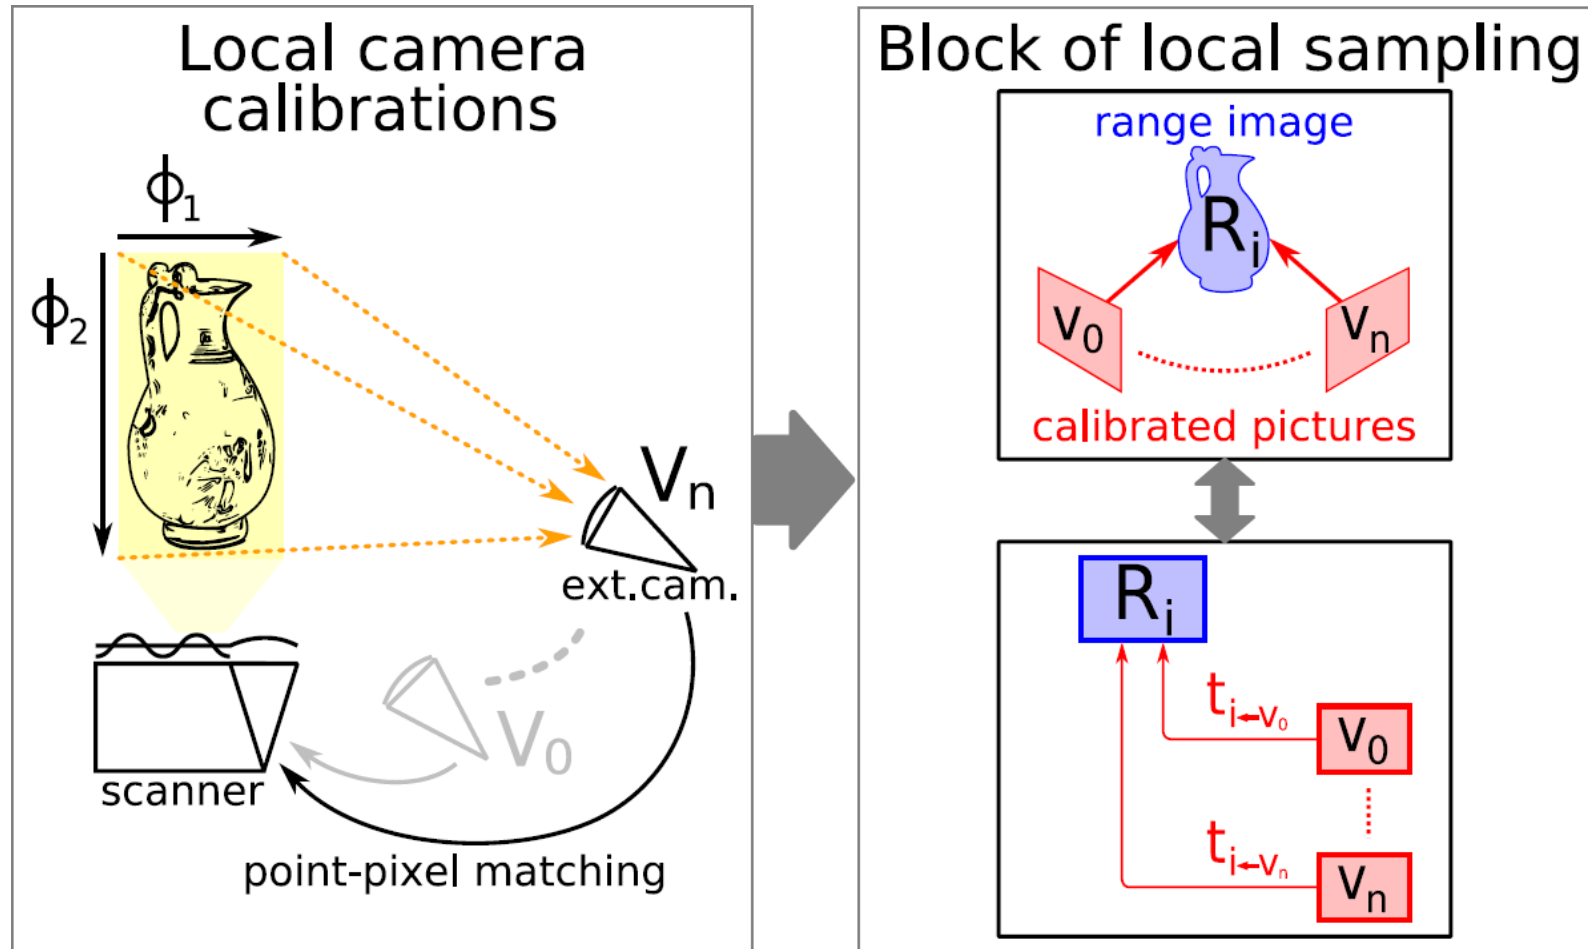 Local camera
calibrations
ϕ1
ϕ2
Vn
ext.cam.
V0
scanner
point-pixel matching
Block of local sampling
range image
Ri
V0
Vn
calibrated pictures
Ri
ti←V0
V0
ti←Vn
Vn